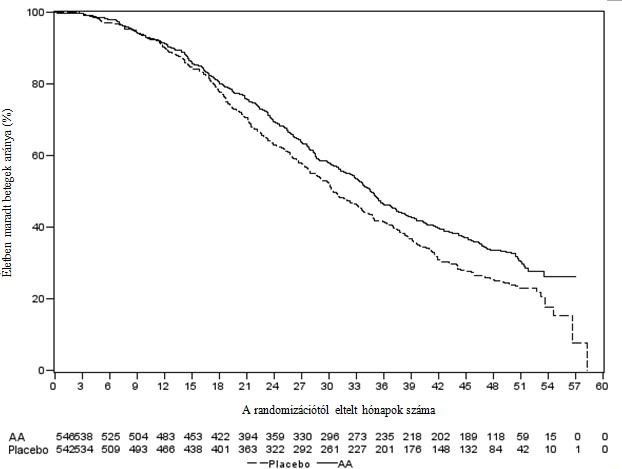 100
80
60
40
20
0
Életben maradt betegek aránya (%)
0 3 6 9 12 15 18 21 24 27 30 33 36 39 42 45 48 51 54 57 60
A randomizációtól eltelt hónapok száma
AA 546 538 525 504 483 453 422 394 359 330 296 273 235 218 202 189 118 59 15 0 0
Placebo 542 534 509 493 466 438 401 363 322 292 261 227 201 176 148 132 84 42 10 1 0
Placebo AA